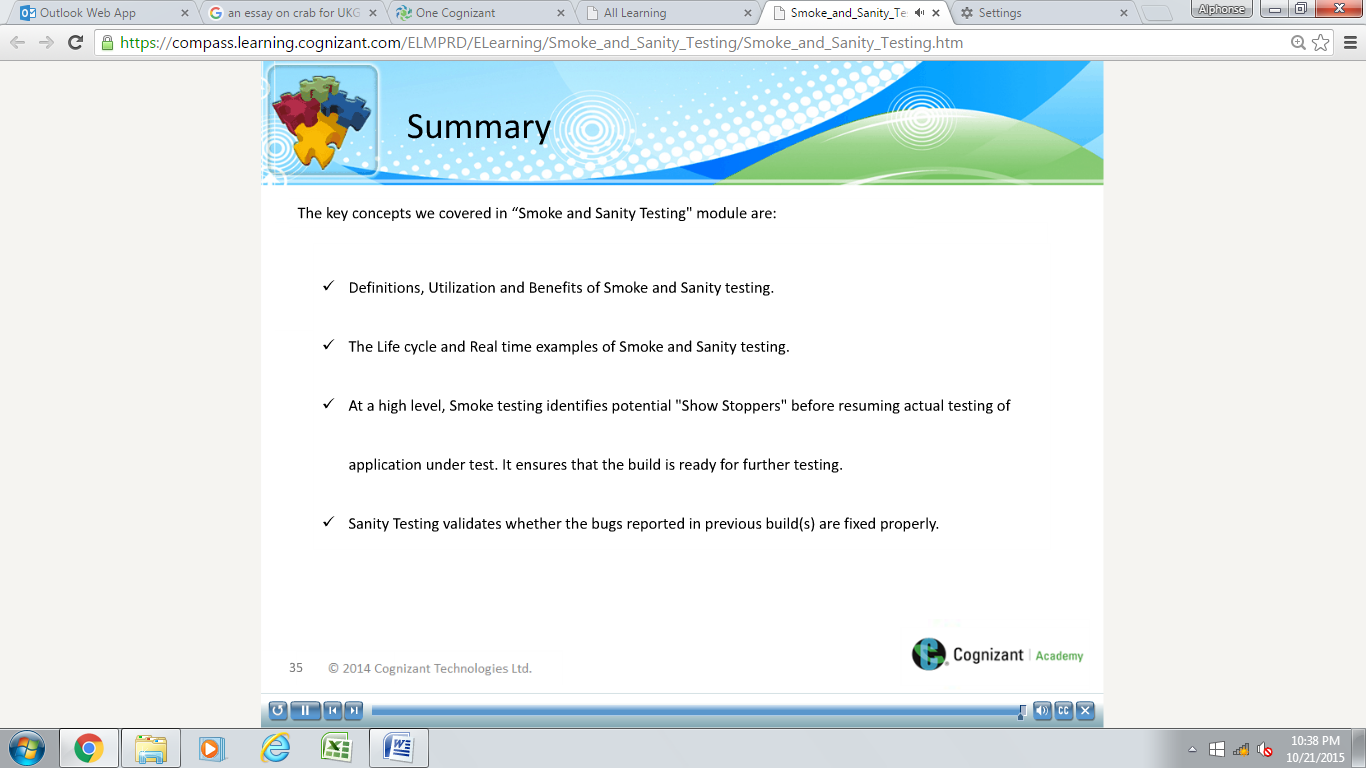 Outlook Web App
an essay on crab for UKG
One Cognizant
All Learning
Smoke_and_Sanity_Te
Settings
Alphonse
https://compass.learning.cognizant.com/ELMPRD/ELearning/Smoke_and_Sanity_Testing/Smoke_and_Sanity_Testing.htm
Summary
The key concepts we covered in “Smoke and Sanity Testing" module are:
✓ Definitions, Utilization and Benefits of Smoke and Sanity testing.
✓ The Life cycle and Real time examples of Smoke and Sanity testing.
✓ At a high level, Smoke testing identifies potential "Show Stoppers" before resuming actual testing of
application under test. It ensures that the build is ready for further testing.
✓ Sanity Testing validates whether the bugs reported in previous build(s) are fixed properly.
35 © 2014 Cognizant Technologies Ltd.
Cognizant | Academy
CC
10:38 PM
10/21/2015